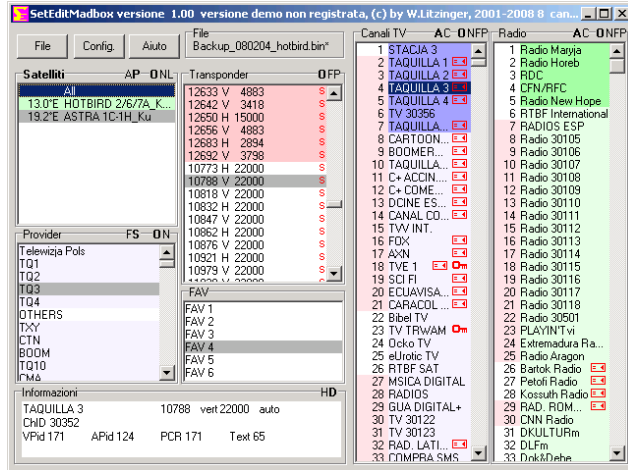 SetEditMadbox versione 1.00 versione demo non registrata, (c) by W.Litzinger, 2001-2008 8 can...
File
Config.
Aiuto
File
Backup_080204_hotbird.bin*
Satelliti AP ONL
All
13.0°E HOTBIRD 2/6/7A_K...
19.2°E ASTRA 1C-1H_Ku
Transponder OFP
12633 V 4883 S
12642 V 3418 S
12650 H 15000 S
12656 V 4883 S
12683 H 2894 S
12692 V 3798 S
10773 H 22000 S
10788 V 22000 S
10818 V 22000 S
10832 H 22000 S
10847 V 22000 S
10862 H 22000 S
10876 V 22000 S
10921 H 22000 S
10979 V 22000 S
Provider FS ON
Telewizja Pols
TQ1
TQ2
TQ3
TQ4
OTHERS
TXY
CTN
BOOM
TQ10
CMA
FAV
FAV 1
FAV 2
FAV 3
FAV 4
FAV 5
FAV 6
Informazioni HD
TAQUILLA 3 10788 vert 22000 auto
ChID 30352
VPid 171 APid 124 PCR 171 Text 65
Canali TV AC ONFP
1 STACJA 3
2 TAQUILLA 1
3 TAQUILLA 2
4 TAQUILLA 3
5 TAQUILLA 4
6 TV 30356
7 TAQUILLA...
8 CARTOON...
9 BOOMER...
10 TAQUILLA...
11 C+ ACCIN...
12 C+ COME...
13 DCINE ES...
14 CANAL CO...
15 TVV INT.
16 FOX
17 AXN
18 TVE 1
19 SCI FI
20 ECUAVISA...
21 CARACOL...
22 Bibel TV
23 TV TRWAM
24 Ocko TV
25 eUrotic TV
26 RTBF SAT
27 MSICA DIGITAL
28 RADIOS
29 GUA DIGITAL+
30 TV 30122
31 TV 30123
32 RAD. LATI...
33 COMPRA SMS
Radio AC ONFP
1 Radio Maryja
2 Radio Horeb
3 RDC
4 CFN/RFC
5 Radio New Hope
6 RTBF International
7 RADIOS ESP
8 Radio 30105
9 Radio 30106
10 Radio 30107
11 Radio 30108
12 Radio 30109
13 Radio 30110
14 Radio 30111
15 Radio 30112
16 Radio 30113
17 Radio 30114
18 Radio 30115
19 Radio 30116
20 Radio 30117
21 Radio 30118
22 Radio 30501
23 PLAYIN'Tvi
24 Extremadura Ra...
25 Radio Aragon
26 Bartok Radio
27 Petofi Radio
28 Kossuth Radio
29 RAD. ROM...
30 CNN Radio
31 DKULTURm
32 DLFm
33 Dok&Debe